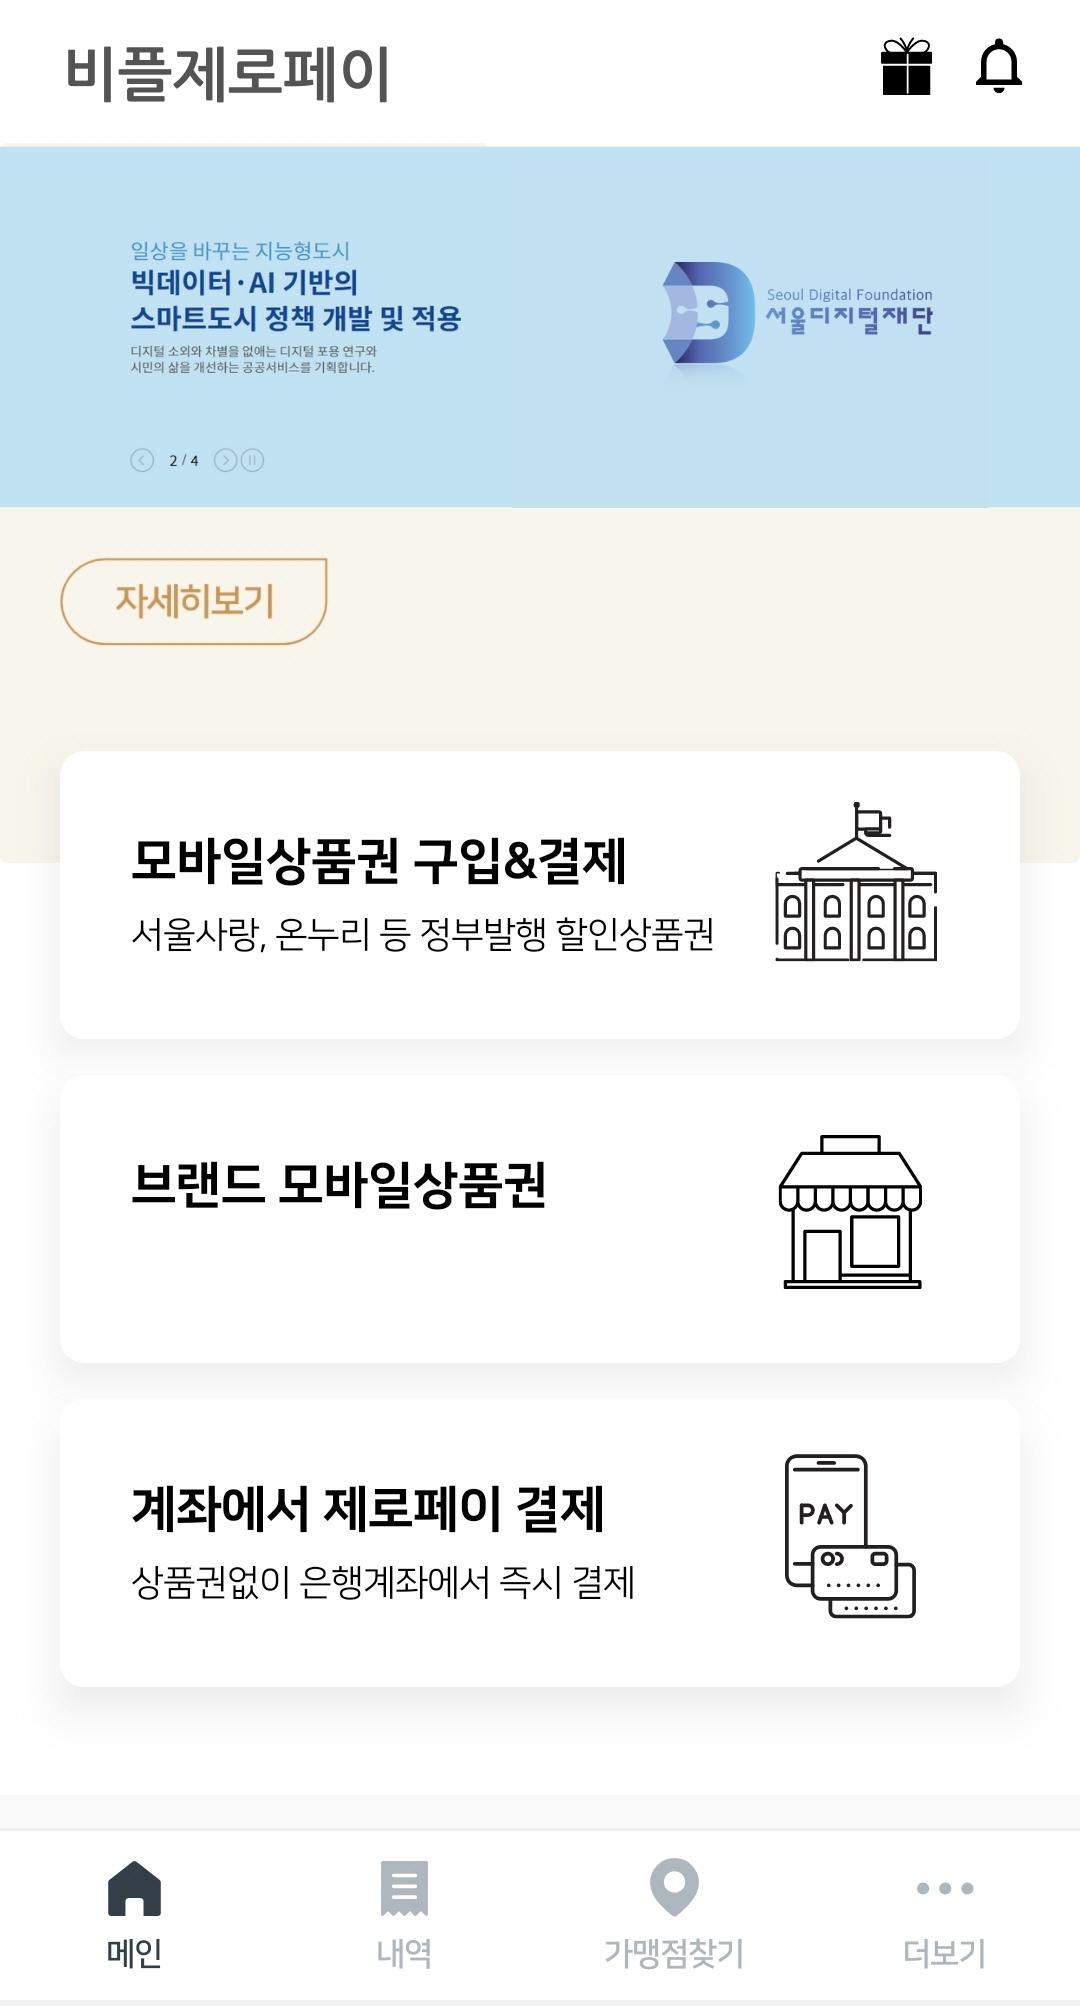 비플제로페이
일상을 바꾸는 지능형도시
빅데이터·AI 기반의
스마트도시 정책 개발 및 적용
디지털 소외와 차별을 없애는 디지털 포용 연구와
시민의 삶을 개선하는 공공서비스를 기획합니다.
2 / 4
Seoul Digital Foundation
서울디지털재단
자세히보기
모바일상품권 구입&결제
서울사랑, 온누리 등 정부발행 할인상품권
브랜드 모바일상품권
계좌에서 제로페이 결제
상품권없이 은행계좌에서 즉시 결제
PAY
메인
내역
가맹점찾기
더보기